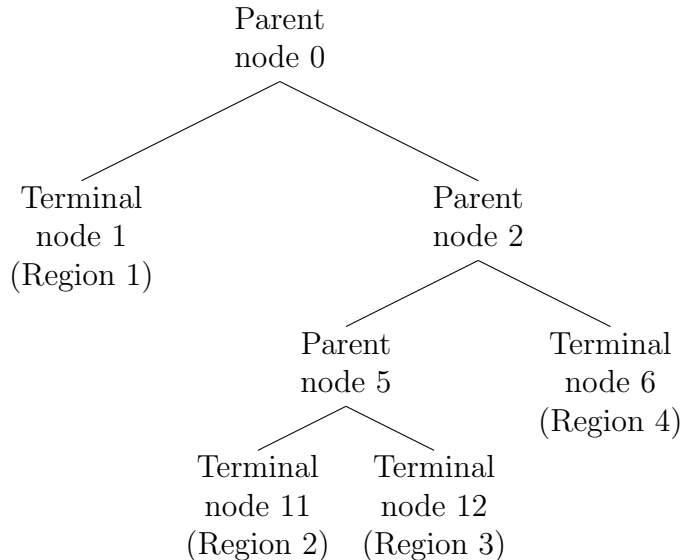 Parent
node 0
Terminal
node 1
(Region 1)
Parent
node 2
Parent
node 5
Terminal
node 6
(Region 4)
Terminal
node 11
(Region 2)
Terminal
node 12
(Region 3)